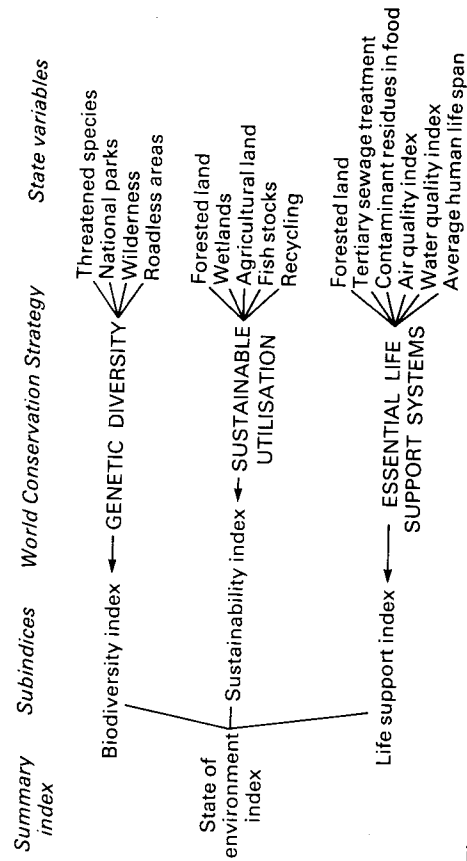 Summary index
Subindices
World Conservation Strategy
State variables
State of environment index
Biodiversity index
GENETIC DIVERSITY
Threatened species
National parks
Wilderness
Roadless areas
Sustainability index
SUSTAINABLE
UTILISATION
Forested land
Wetlands
Agricultural land
Fish stocks
Recycling
Life support index
ESSENTIAL LIFE
SUPPORT SYSTEMS
Forested land
Tertiary sewage treatment
Contaminant residues in food
Air quality index
Water quality index
Average human life span